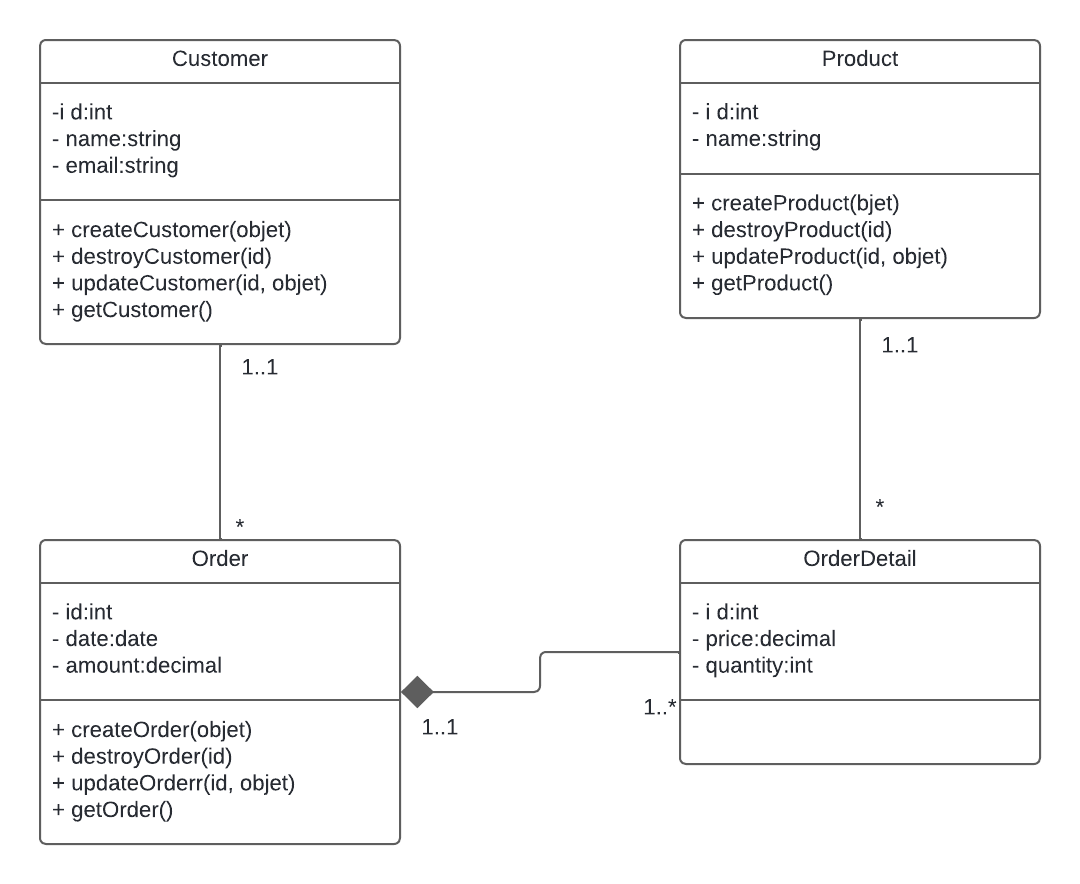 Customer
-i d:int
- name:string
- email:string
+ createCustomer(objet)
+ destroyCustomer(id)
+ updateCustomer(id, objet)
+ getCustomer()
1..1
*
Product
- i d:int
- name:string
+ createProduct(bjet)
+ destroyProduct(id)
+ updateProduct(id, objet)
+ getProduct()
1..1
*
Order
- id:int
- date:date
- amount:decimal
+ createOrder(objet)
+ destroyOrder(id)
+ updateOrderr(id, objet)
+ getOrder()
1..1
1..*
OrderDetail
- i d:int
- price:decimal
- quantity:int